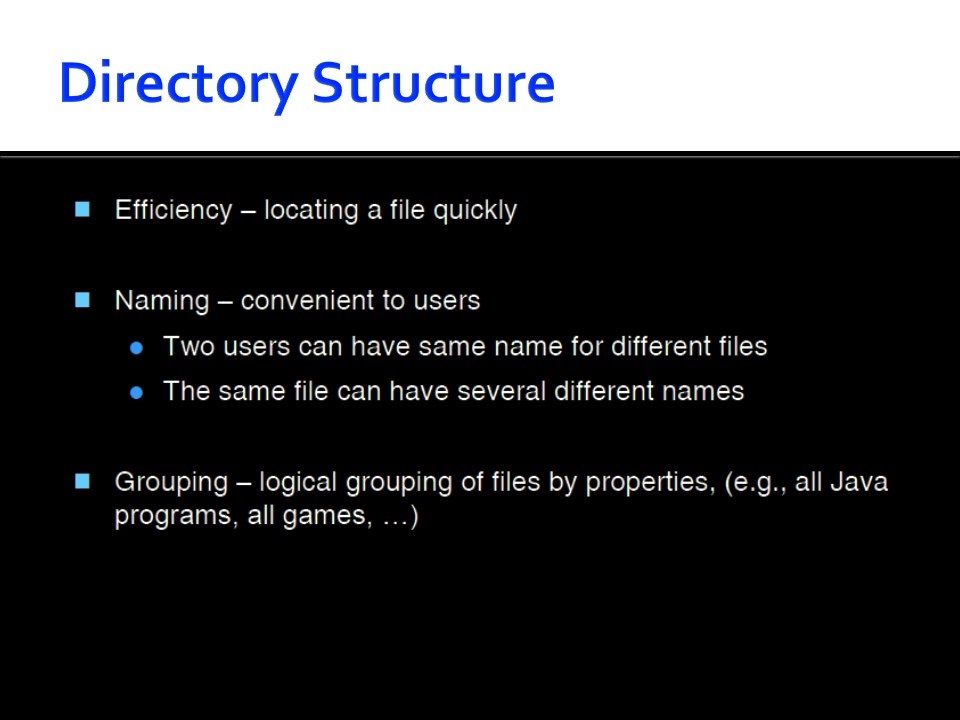 Directory Structure
Efficiency – locating a file quickly
Naming – convenient to users
Two users can have same name for different files
The same file can have several different names
Grouping – logical grouping of files by properties, (e.g., all Java
programs, all games, …)